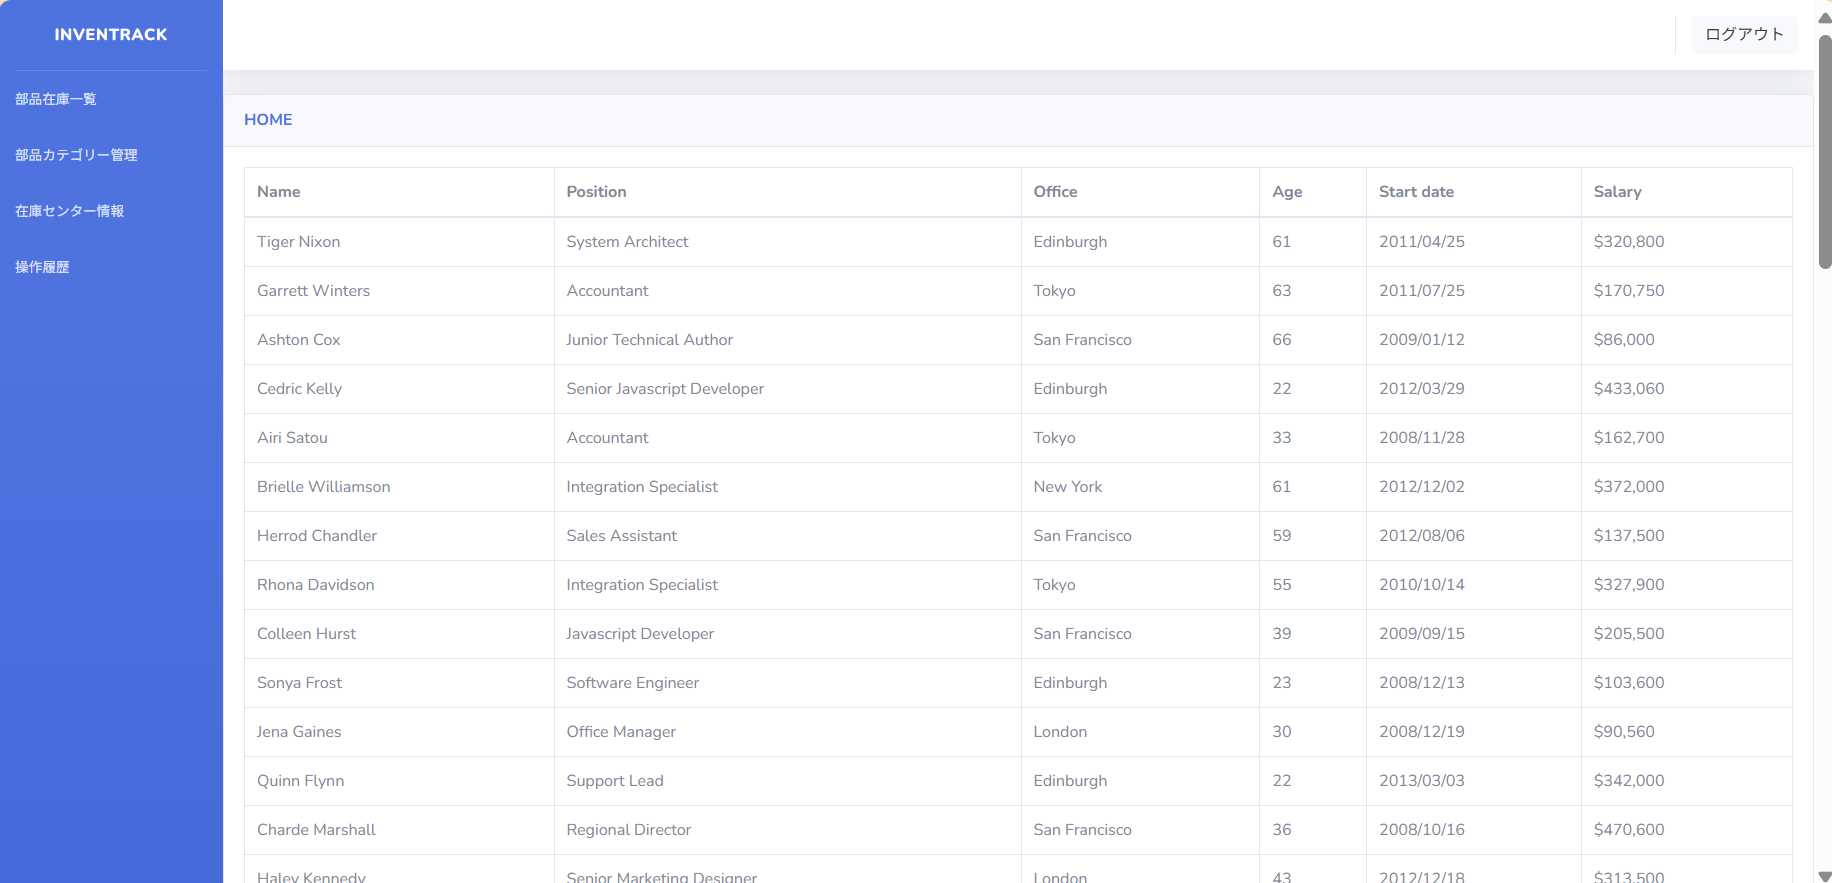 INVENTRACK
部品在庫一覧
部品カテゴリー管理
在庫センター情報
操作履歴
ログアウト
HOME
Name Position Office Age Start date Salary
Tiger Nixon System Architect Edinburgh 61 2011/04/25 $320,800
Garrett Winters Accountant Tokyo 63 2011/07/25 $170,750
Ashton Cox Junior Technical Author San Francisco 66 2009/01/12 $86,000
Cedric Kelly Senior Javascript Developer Edinburgh 22 2012/03/29 $433,060
Airi Satou Accountant Tokyo 33 2008/11/28 $162,700
Brielle Williamson Integration Specialist New York 61 2012/12/02 $372,000
Herrod Chandler Sales Assistant San Francisco 59 2012/08/06 $137,500
Rhona Davidson Integration Specialist Tokyo 55 2010/10/14 $327,900
Colleen Hurst Javascript Developer San Francisco 39 2009/09/15 $205,500
Sonya Frost Software Engineer Edinburgh 23 2008/12/13 $103,600
Jena Gaines Office Manager London 30 2008/12/19 $90,560
Quinn Flynn Support Lead Edinburgh 22 2013/03/03 $342,000
Charde Marshall Regional Director San Francisco 36 2008/10/16 $470,600
Haley Kennedy Senior Marketing Designer London 43 2012/12/18 $313,500